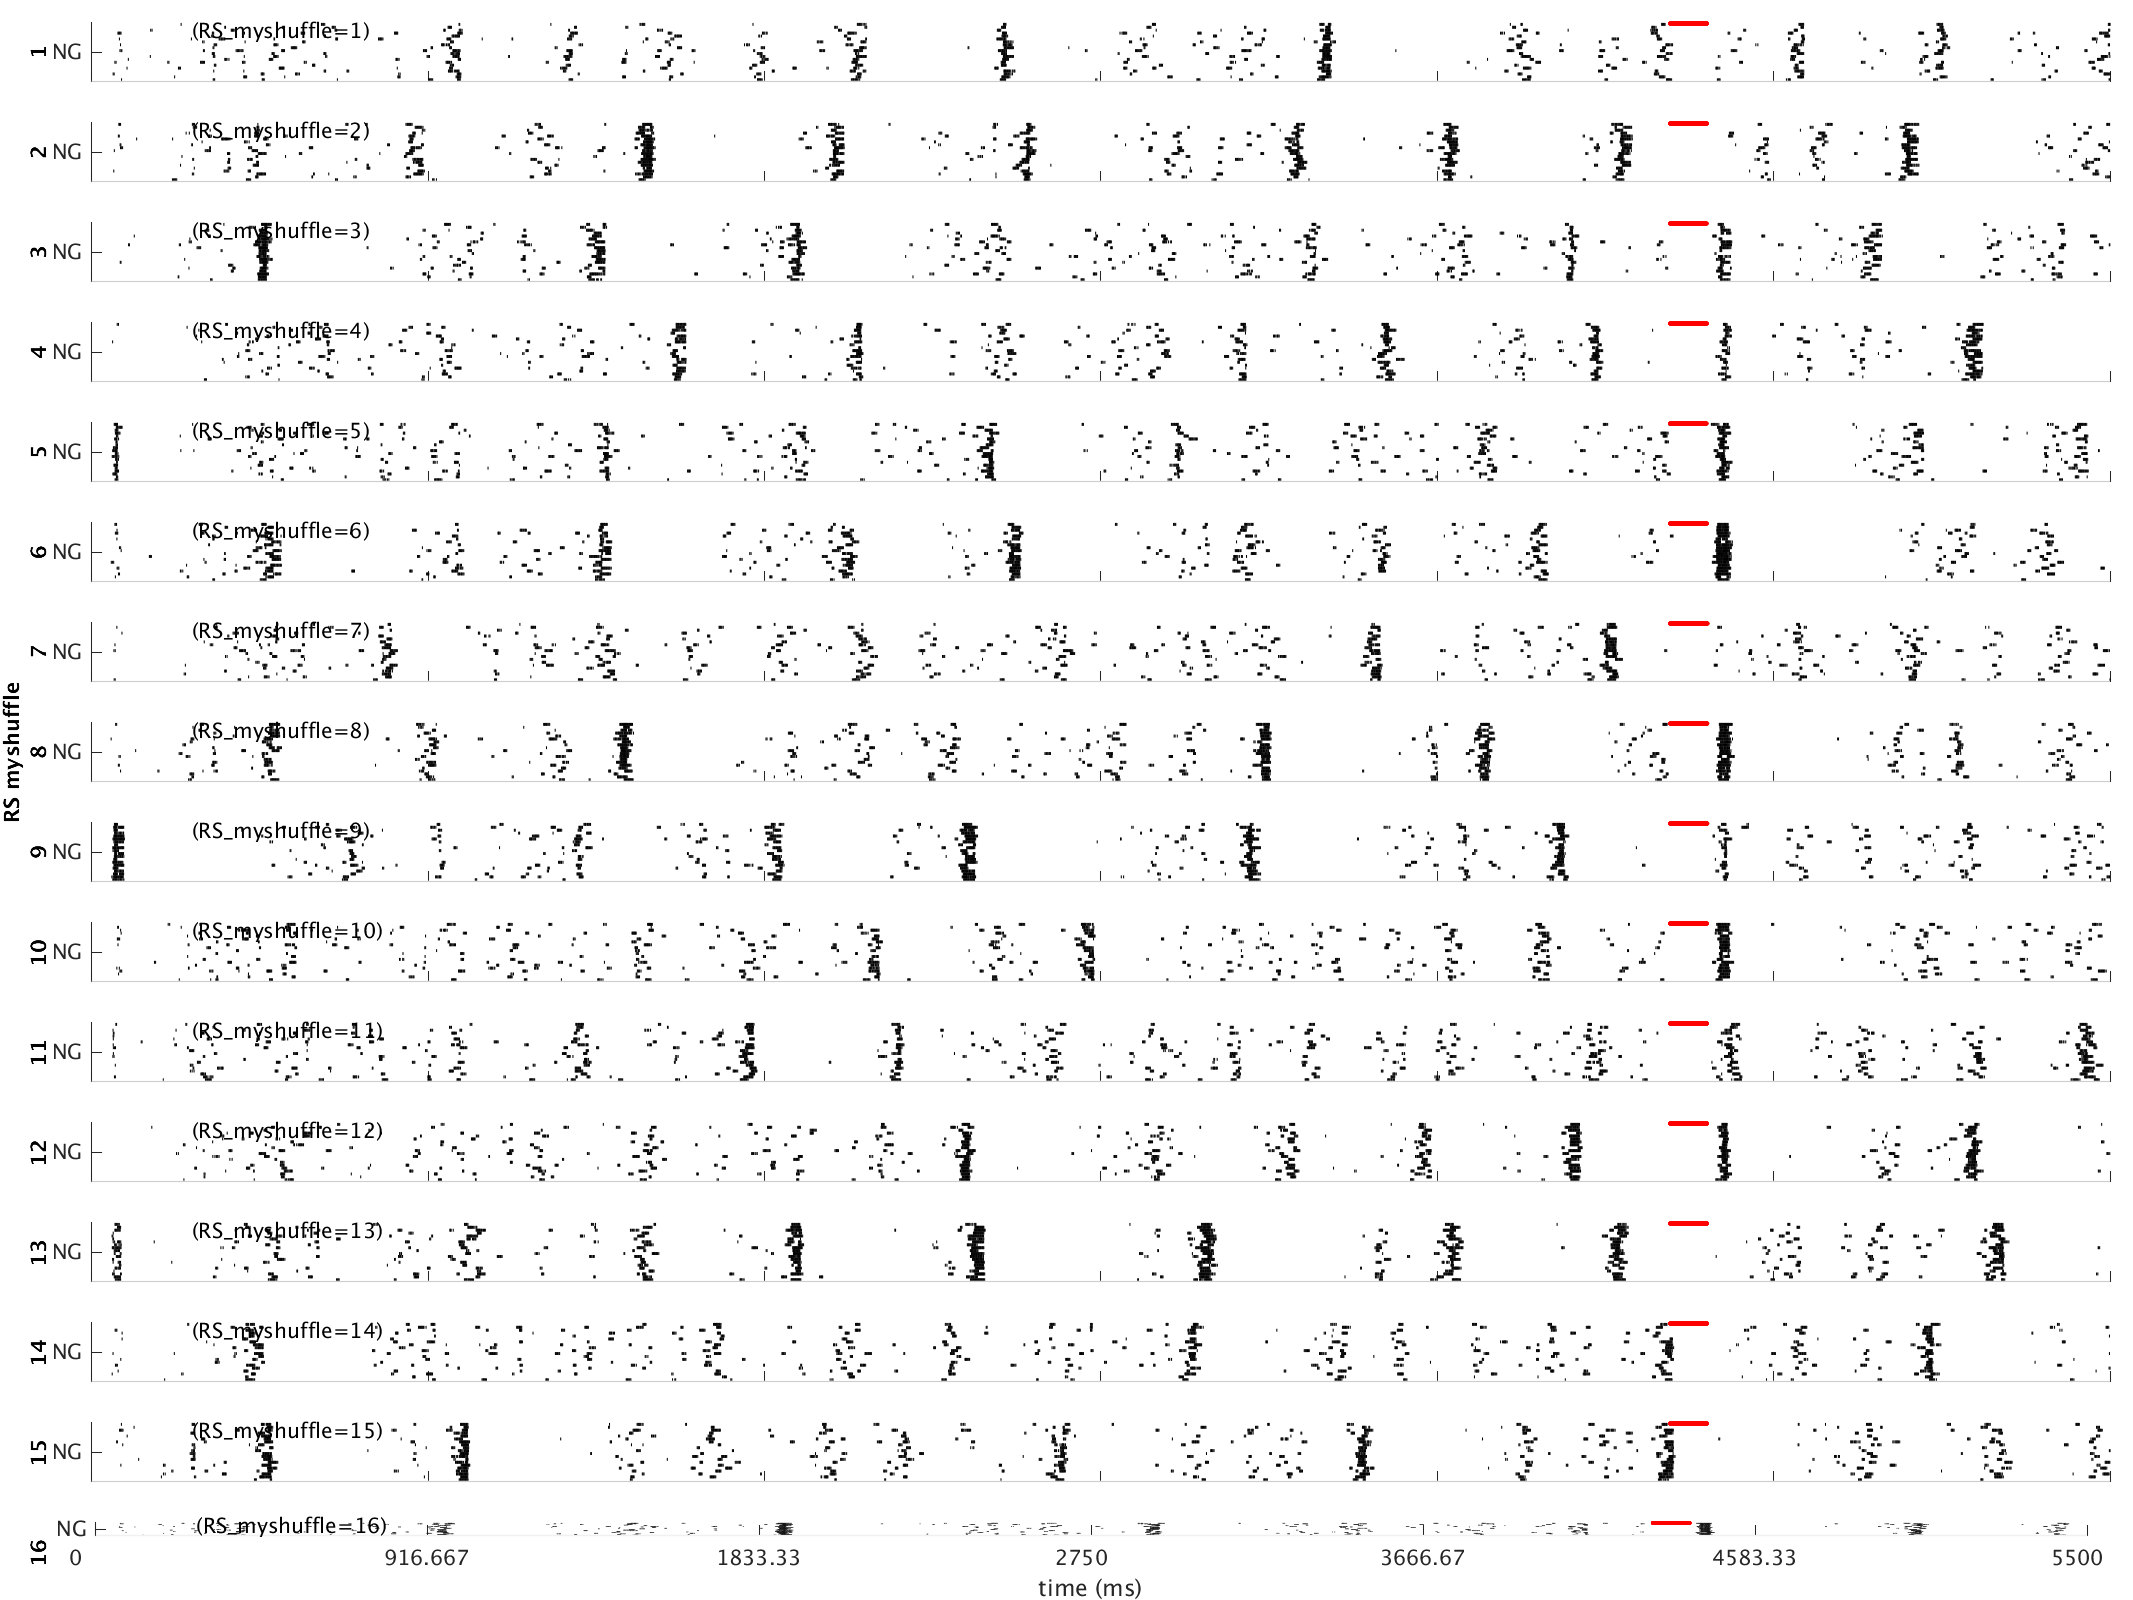 RS myshuffle
1 NG (RS_myshuffle=1)
2 NG (RS_myshuffle=2)
3 NG (RS_myshuffle=3)
4 NG (RS_myshuffle=4)
5 NG (RS_myshuffle=5)
6 NG (RS_myshuffle=6)
7 NG (RS_myshuffle=7)
8 NG (RS_myshuffle=8)
9 NG (RS_myshuffle=9)
10 NG (RS_myshuffle=10)
11 NG (RS_myshuffle=11)
12 NG (RS_myshuffle=12)
13 NG (RS_myshuffle=13)
14 NG (RS_myshuffle=14)
15 NG (RS_myshuffle=15)
16 NG (RS_myshuffle=16)
0 916.667 1833.33 2750 3666.67 4583.33 5500
time (ms)